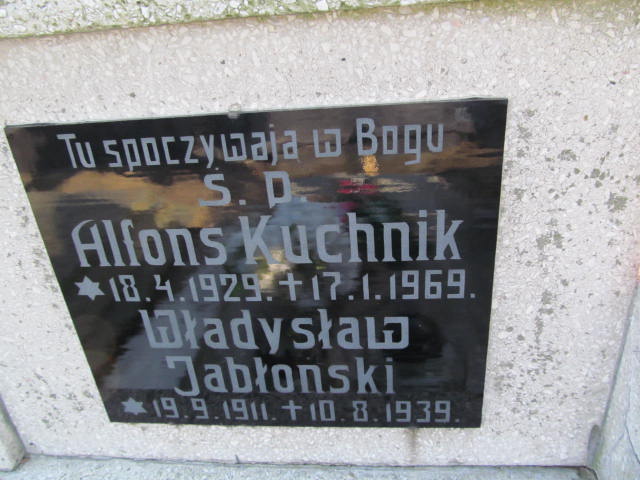 Tu spoczywają w Bogu
Ś. P.
Alfons Kuchnik
✶ 18.4.1929. ✝ 17.1.1969.
Władysław
Jabłonski
✶ 19.9.1911. ✝ 10.8.1939.